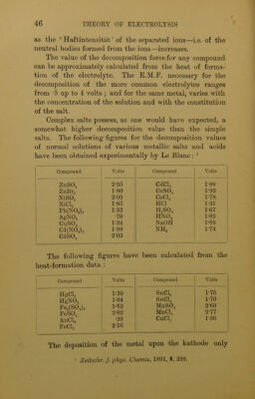 46 THEORY OF ELECTROLYSIS
as the 'Haftintensität' of the separated ions—i.e. of the
neutral bodies formed from the ions—increases.
The value of the decomposition force for any compound
can be approximately calculated from the heat of forma-
tion of the electrolyte. The E.M.F. necessary for the
decomposition of the more common electrolytes ranges
from ·5 up to 4 volts; and for the same metal, varies with
the concentration of the solution and with the constitution
of the salt.
Complex salts possess, as one would have expected, a
somewhat higher decomposition value than the simple
salts. The following figures for the decomposition values
of normal solutions of various metallic salts and acids
have been obtained experimentally by Le Blanc: ¹
Compound Volts Compound Volts
ZnSO₄ 2·35 CdCl₂ 1·88
ZnBr₂ 1·80 CoSO₄ 1·92
NiSO₄ 2·09 CoCl₂ 1·78
NiCl₂ 1·85 HCl 1·31
Pb(NO₃)₂ 1·52 H₂SO₄ 1·67
AgNO₃ ·70 HNO₃ 1·69
CuSO₄ NaOH 1·69
Cd(NO₃)₂ 1·98 NH₃ 1·74
CdSO₄ 2·03
The following figures have been calculated from the
heat-formation data:
Compound Volts Compound Volts
HgCl₂ 1·30 SnCl₂ 1·76
HgNO₃ 1·04 SnCl₄ 1·70
Fe₂(SO₄)₃ 1·62 MnSO₄ 2·63
FeSO₄ 2·02 MnCl₂ 2·77
AuCl₃ CuCl₂ 1·36
FeCl₂ 2·16
The deposition of the metal upon the kathode only
¹ Zeitschr. f. phys. Chemie, 1891, 8, 299.